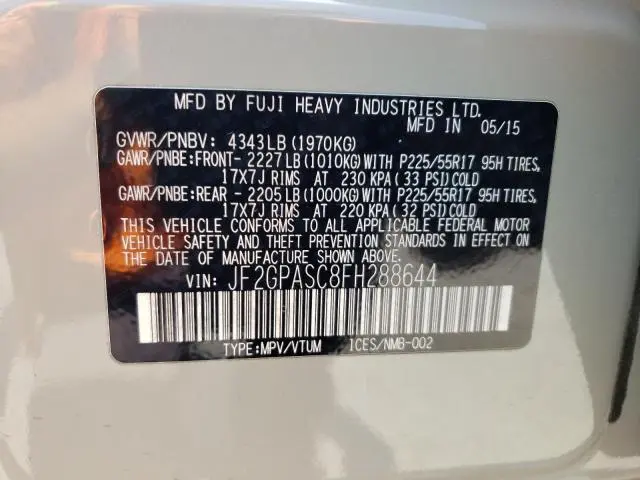 MFD BY FUJI HEAVY INDUSTRIES LTD.
MFD IN 05/15
GVWR/PNBV: 4343LB (1970KG)
GAWR/PNBE:FRONT- 2227LB (1010KG) WITH P225/55R17 95H TIRES,
17X7J RIMS AT 230 KPA (33 PSI) COLD
GAWR/PNBE:REAR - 2205LB (1000KG) WITH P225/55R17 95H TIRES,
17X7J RIMS AT 220 KPA (32 PSI) COLD
THIS VEHICLE CONFORMS TO ALL APPLICABLE FEDERAL MOTOR
VEHICLE SAFETY AND THEFT PREVENTION STANDARDS IN EFFECT ON
THE DATE OF MANUFACTURE SHOWN ABOVE.
VIN: JF2GPASC8FH288644
TYPE:MPV/VTUM ICES/NMB-002